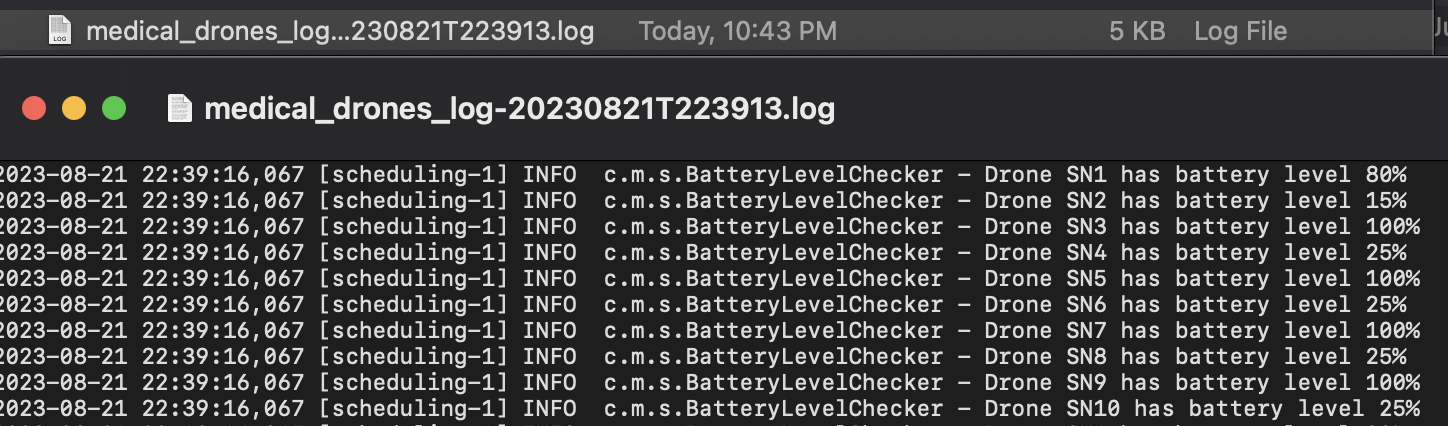 LOG medical_drones_log...230821T223913.log Today, 10:43 PM 5 KB Log File
medical_drones_log-20230821T223913.log
2023-08-21 22:39:16,067 [scheduling-1] INFO c.m.s.BatteryLevelChecker – Drone SN1 has battery level 80%
2023-08-21 22:39:16,067 [scheduling-1] INFO c.m.s.BatteryLevelChecker – Drone SN2 has battery level 15%
2023-08-21 22:39:16,067 [scheduling-1] INFO c.m.s.BatteryLevelChecker – Drone SN3 has battery level 100%
2023-08-21 22:39:16,067 [scheduling-1] INFO c.m.s.BatteryLevelChecker – Drone SN4 has battery level 25%
2023-08-21 22:39:16,067 [scheduling-1] INFO c.m.s.BatteryLevelChecker – Drone SN5 has battery level 100%
2023-08-21 22:39:16,067 [scheduling-1] INFO c.m.s.BatteryLevelChecker – Drone SN6 has battery level 25%
2023-08-21 22:39:16,067 [scheduling-1] INFO c.m.s.BatteryLevelChecker – Drone SN7 has battery level 100%
2023-08-21 22:39:16,067 [scheduling-1] INFO c.m.s.BatteryLevelChecker – Drone SN8 has battery level 25%
2023-08-21 22:39:16,067 [scheduling-1] INFO c.m.s.BatteryLevelChecker – Drone SN9 has battery level 100%
2023-08-21 22:39:16,067 [scheduling-1] INFO c.m.s.BatteryLevelChecker – Drone SN10 has battery level 25%